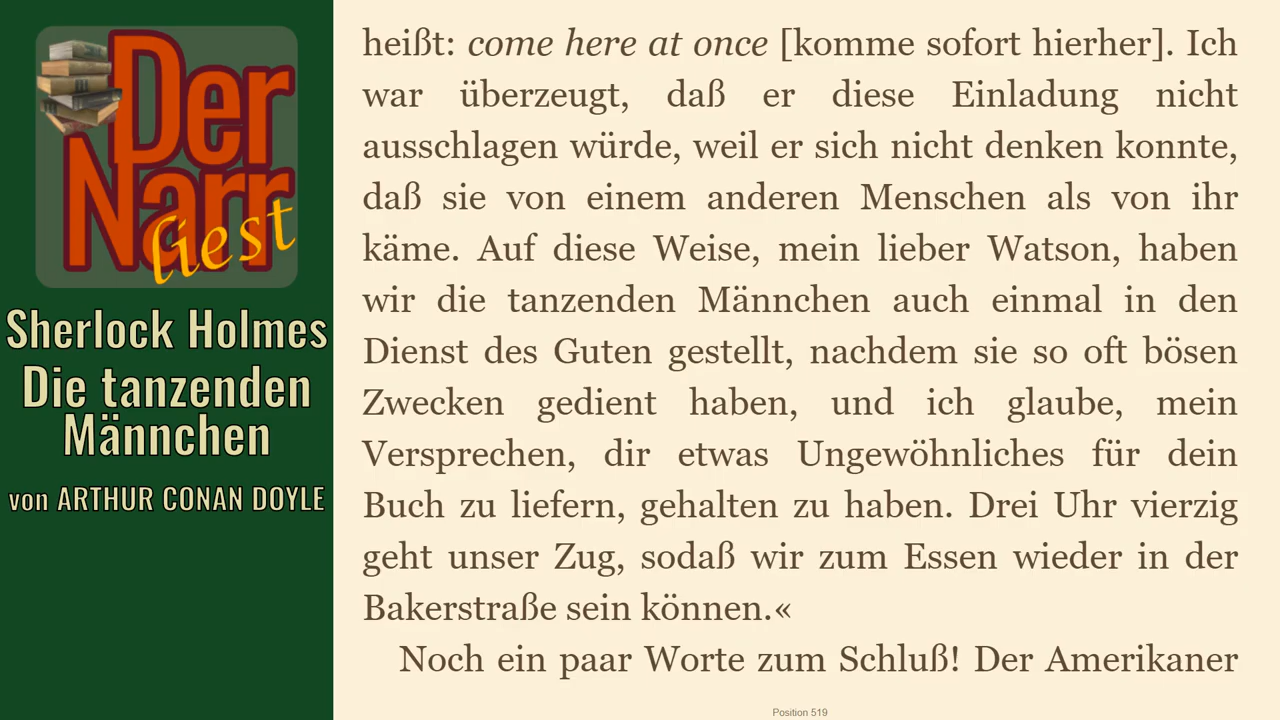 Der
Narr
liest
Sherlock Holmes
Die tanzenden
Männchen
von ARTHUR CONAN DOYLE
heißt: come here at once [komme sofort hierher]. Ich
war überzeugt, daß er diese Einladung nicht
ausschlagen würde, weil er sich nicht denken konnte,
daß sie von einem anderen Menschen als von ihr
käme. Auf diese Weise, mein lieber Watson, haben
wir die tanzenden Männchen auch einmal in den
Dienst des Guten gestellt, nachdem sie so oft bösen
Zwecken gedient haben, und ich glaube, mein
Versprechen, dir etwas Ungewöhnliches für dein
Buch zu liefern, gehalten zu haben. Drei Uhr vierzig
geht unser Zug, sodaß wir zum Essen wieder in der
Bakerstraße sein können.«
Noch ein paar Worte zum Schluß! Der Amerikaner
Position 519